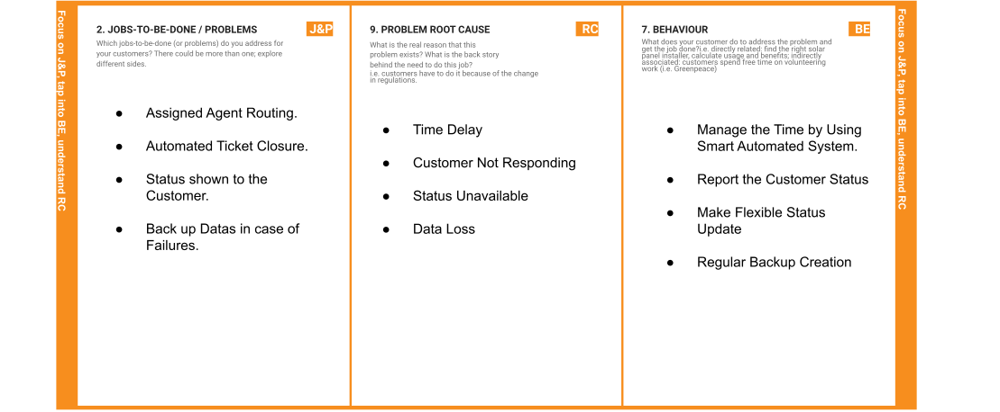 Focus on J&P, tap into BE, understand RC
2. JOBS-TO-BE-DONE / PROBLEMS
J&P
Which jobs-to-be-done (or problems) do you address for
your customers? There could be more than one; explore
different sides.
● Assigned Agent Routing.
● Automated Ticket Closure.
● Status shown to the
Customer.
● Back up Datas in case of
Failures.
9. PROBLEM ROOT CAUSE
RC
What is the real reason that this
problem exists? What is the back story
behind the need to do this job?
i.e. customers have to do it because of the change
in regulations.
● Time Delay
● Customer Not Responding
● Status Unavailable
● Data Loss
7. BEHAVIOUR
BE
What does your customer do to address the problem and
get the job done?i.e. directly related: find the right solar
panel installer, calculate usage and benefits; indirectly
associated: customers spend free time on volunteering
work (i.e. Greenpeace)
● Manage the Time by Using
Smart Automated System.
● Report the Customer Status
● Make Flexible Status
Update
● Regular Backup Creation
Focus on J&P, tap into BE, understand RC